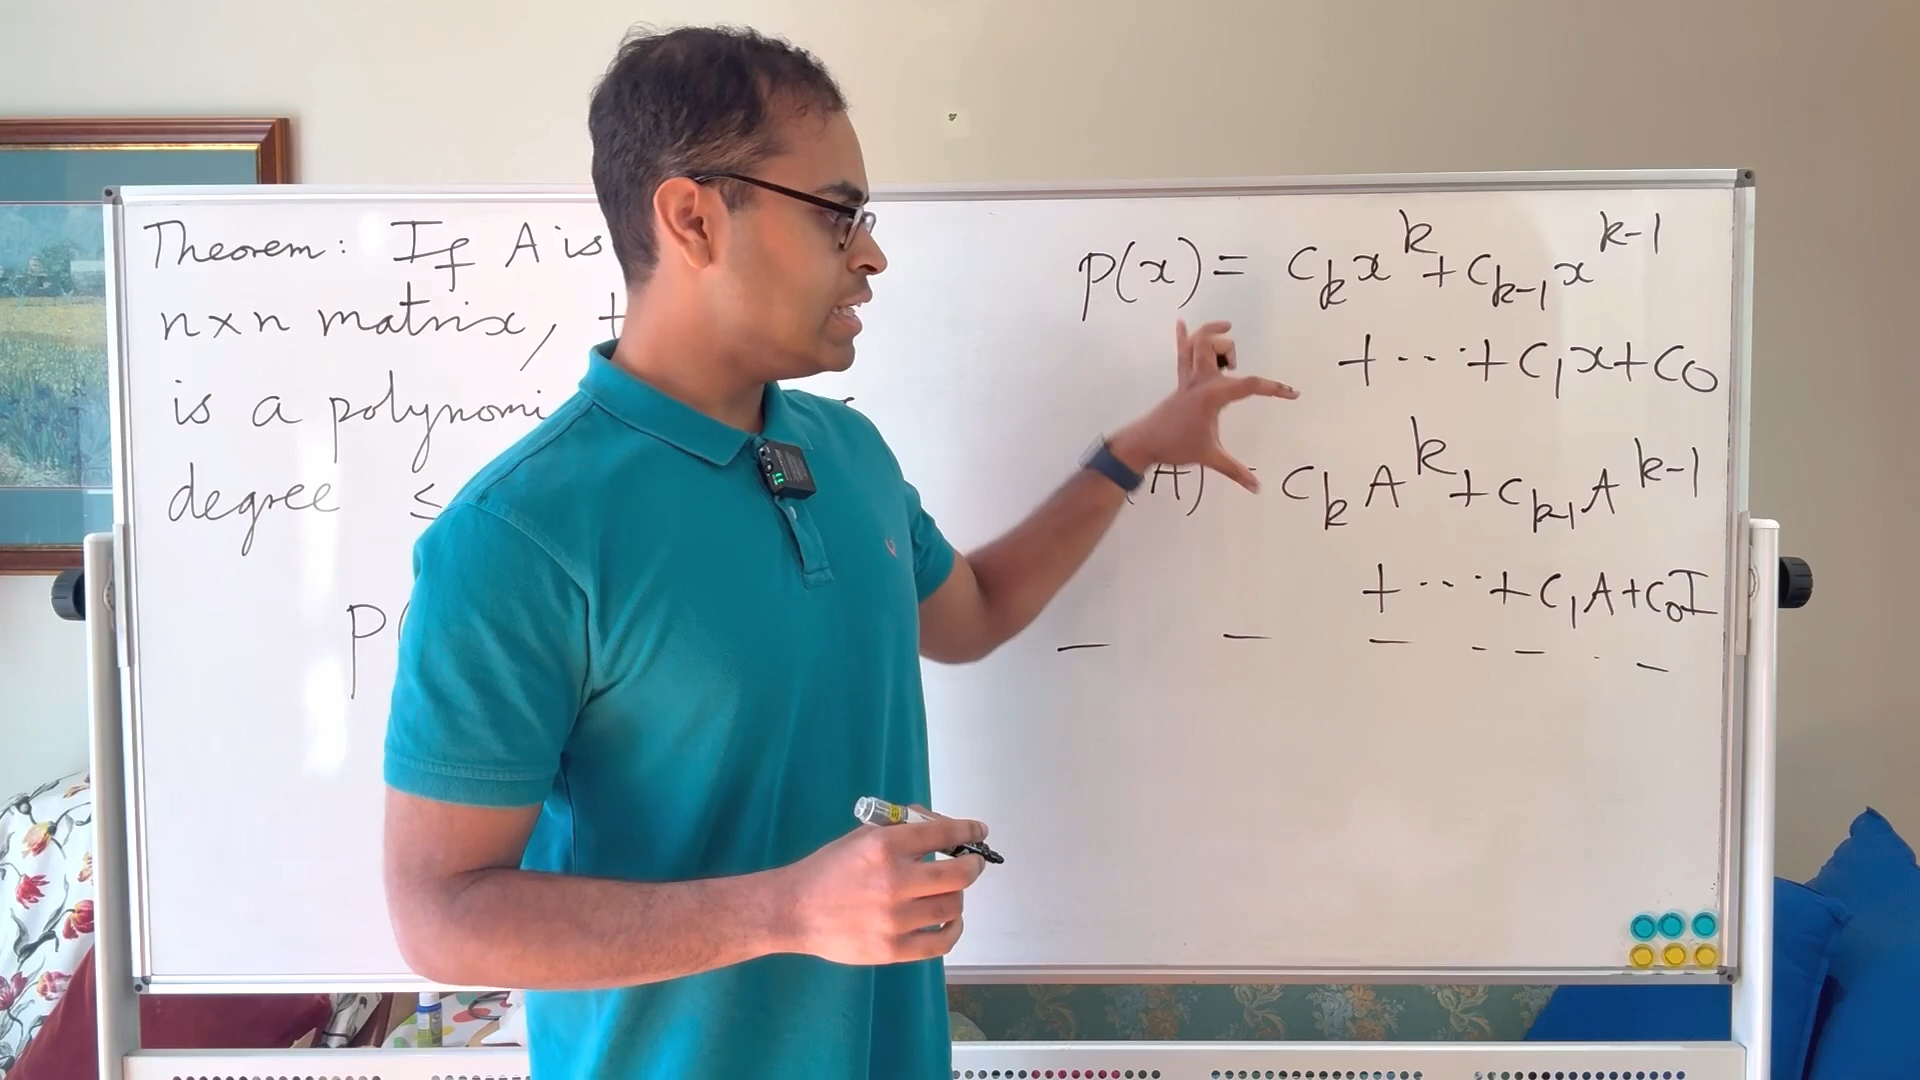 Theorem: If A is
n×n matrix,
is a polynomi
degree ≤
p(
p(x) = c_k x^k + c_{k-1} x^{k-1}
+ ··· + c_1 x + c_0
(A) = c_k A^k + c_{k-1} A^{k-1}
+ ··· + c_1 A + c_0 I